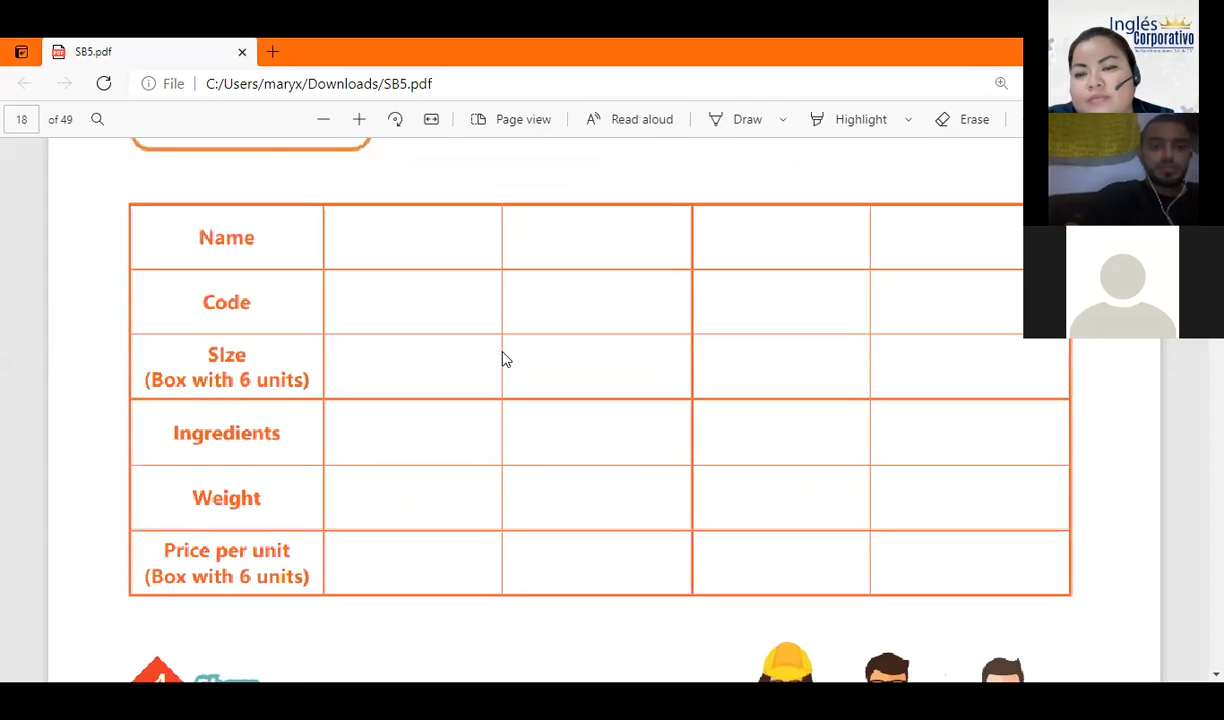 SB5.pdf
File C:/Users/maryx/Downloads/SB5.pdf
18 of 49 Page view Read aloud Draw Highlight Erase
Name
Code
SIze
(Box with 6 units)
Ingredients
Weight
Price per unit
(Box with 6 units)
Inglés
Corporativo